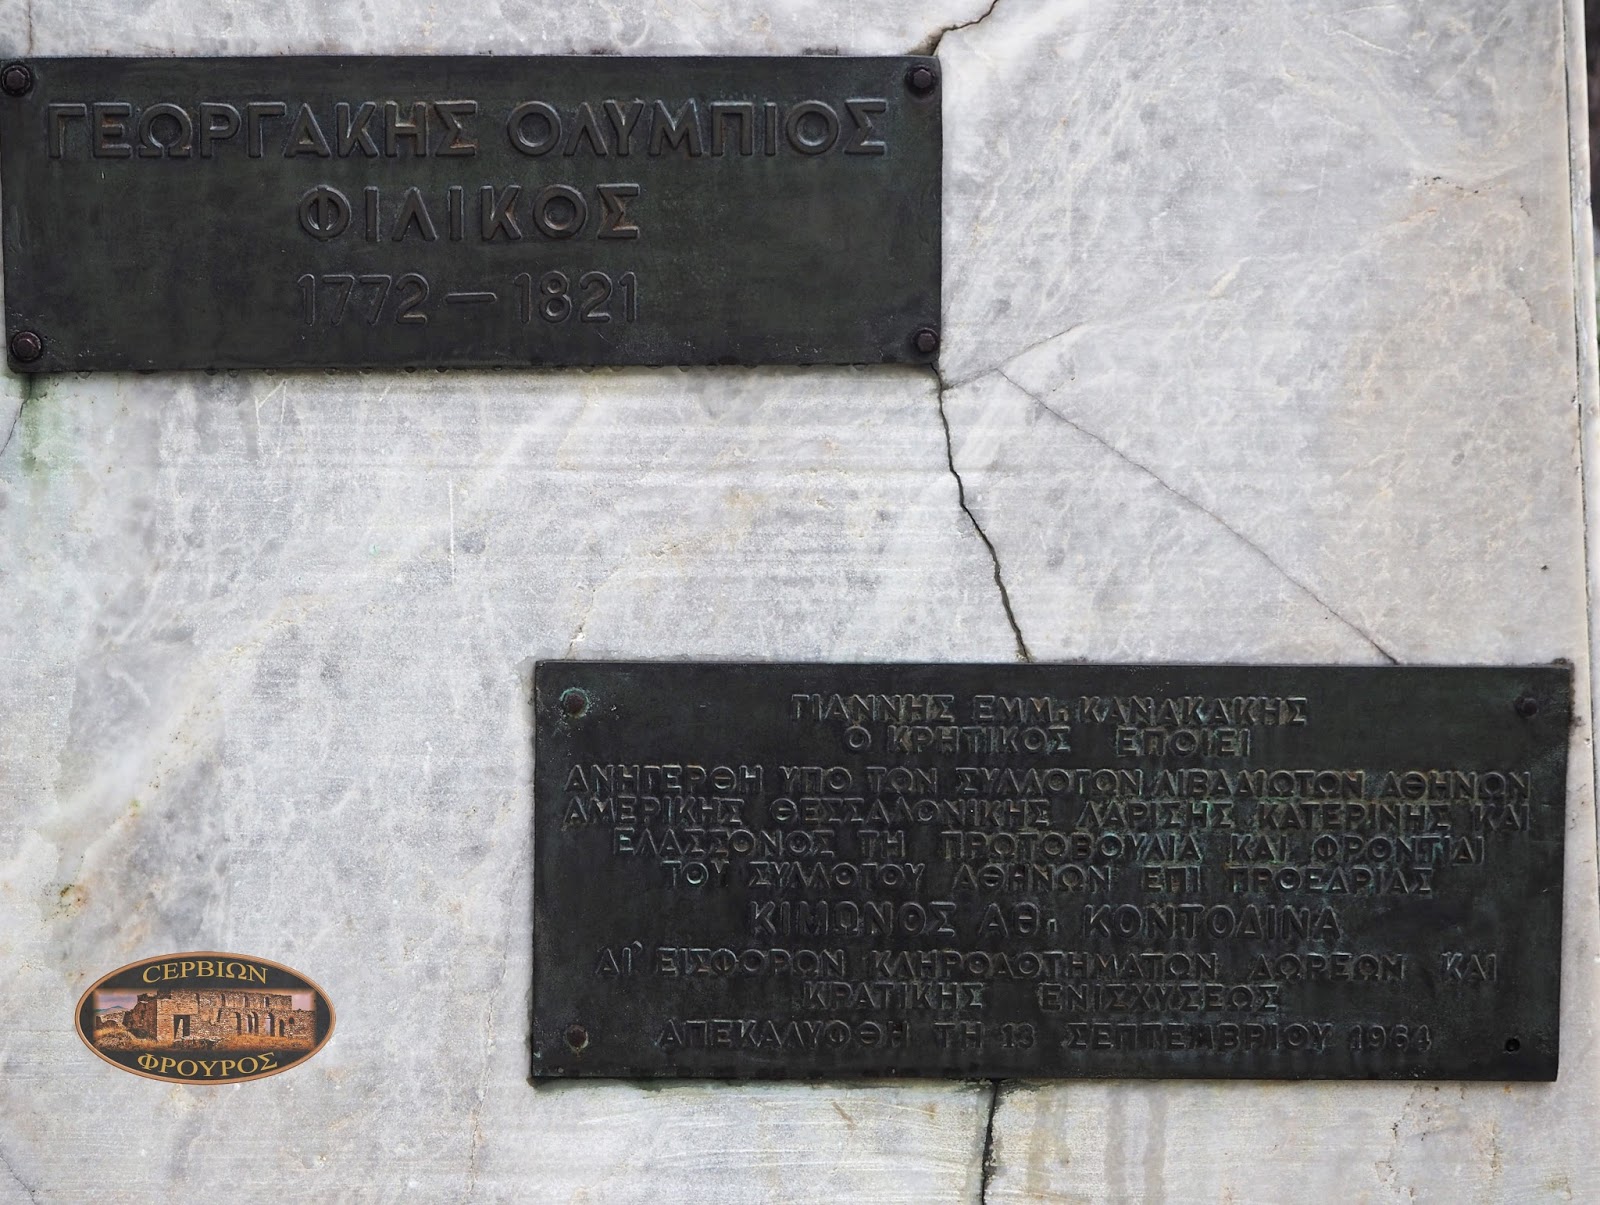 ΓΕΩΡΓΑΚΗΣ ΟΛΥΜΠΙΟΣ
ΦΙΛΙΚΟΣ
1772 — 1821
ΓΙΑΝΝΗΣ ΕΜΜ. ΚΑΝΑΚΑΚΗΣ
Ο ΚΡΗΤΙΚΟΣ ΕΠΟΙΕΙ
ΑΝΗΓΕΡΘΗ ΥΠΟ ΤΩΝ ΣΥΛΛΟΓΩΝ ΛΙΒΑΔΙΩΤΩΝ ΑΘΗΝΩΝ
ΑΜΕΡΙΚΗΣ ΘΕΣΣΑΛΟΝΙΚΗΣ ΛΑΡΙΣΗΣ ΚΑΤΕΡΙΝΗΣ ΚΑΙ
ΕΛΑΣΣΟΝΟΣ ΤΗ ΠΡΩΤΟΒΟΥΛΙΑ ΚΑΙ ΦΡΟΝΤΙΔΙ
ΤΟΥ ΣΥΛΛΟΓΟΥ ΑΘΗΝΩΝ ΕΠΙ ΠΡΟΕΔΡΙΑΣ
ΚΙΜΩΝΟΣ ΑΘ. ΚΟΝΤΟΔΙΝΑ
ΔΙ' ΕΙΣΦΟΡΩΝ ΚΛΗΡΟΔΟΤΗΜΑΤΩΝ ΔΩΡΕΩΝ ΚΑΙ
ΚΡΑΤΙΚΗΣ ΕΝΙΣΧΥΣΕΩΣ
ΑΠΕΚΑΛΥΦΘΗ ΤΗ 13 ΣΕΠΤΕΜΒΡΙΟΥ 1964
ΣΕΡΒΙΩΝ
ΦΡΟΥΡΟΣ